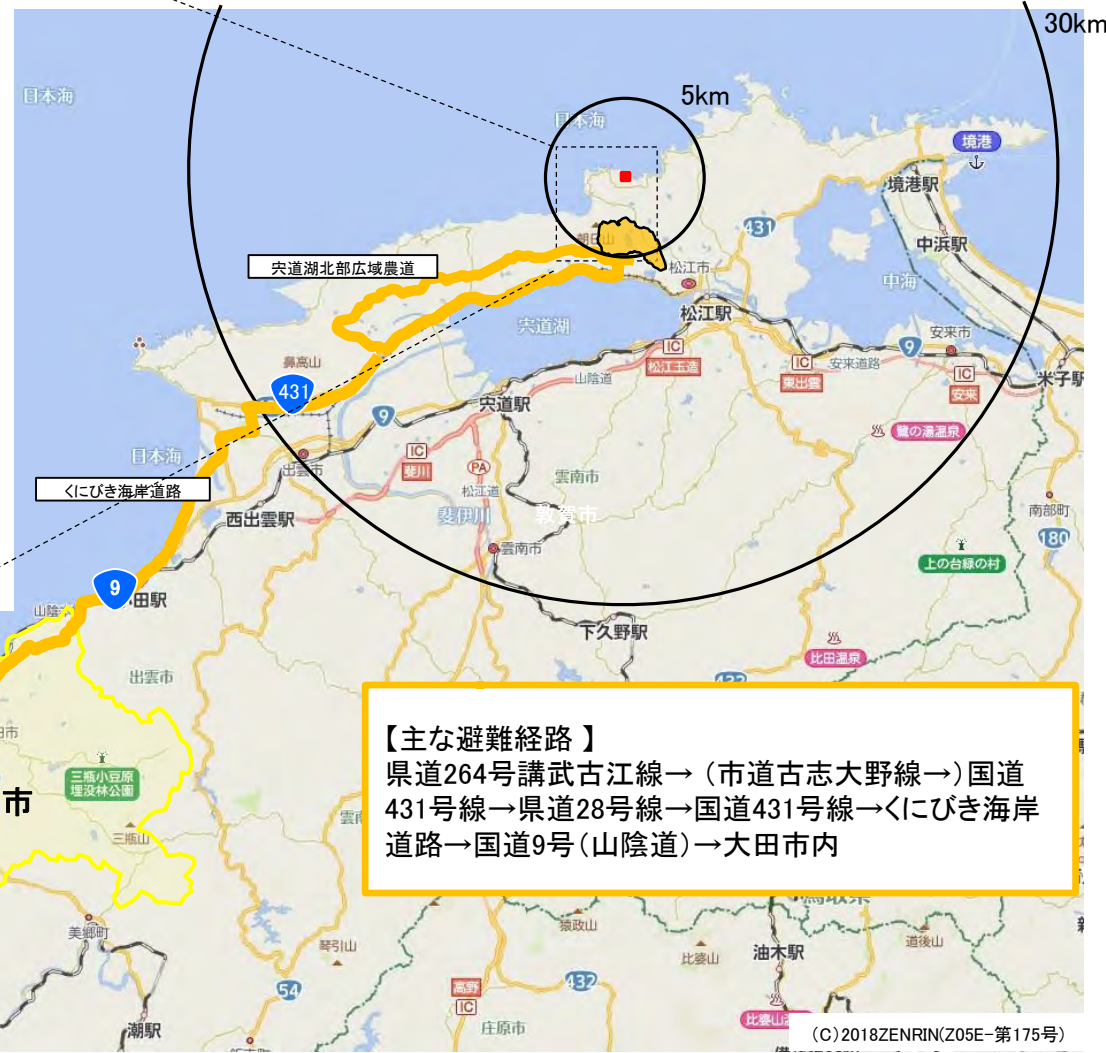 30km
日本海
5km
日本海
境港
境港駅
431
中浜駅
朝日山
宍道湖北部広域農道
松江市
中海
宍道湖
松江駅
安来市
9
IC
松江玉造
IC
東出雲
安来道路
IC
安来
米子駅
鼻高山
山陰道
431
宍道駅
9
鷺の湯温泉
日本海
IC
斐川
出雲市
PA
松江道
雲南市
くにびき海岸道路
西出雲駅
斐伊川
敦賀市
南部町
180
雲南市
上の台緑の村
9
田駅
下久野駅
比田温泉
出雲市
432
【主な避難経路 】
県道264号講武古江線→ (市道古志大野線→)国道
431号線→県道28号線→国道431号線→くにびき海岸
道路→国道9号(山陰道)→大田市内
三瓶小豆原
埋没林公園
市
三瓶山
美郷町
琴引山
猿政山
比婆山
油木駅
道後山
54
高野
IC
432
潮駅
庄原市
(C)2018ZENRIN(Z05E-第175号)